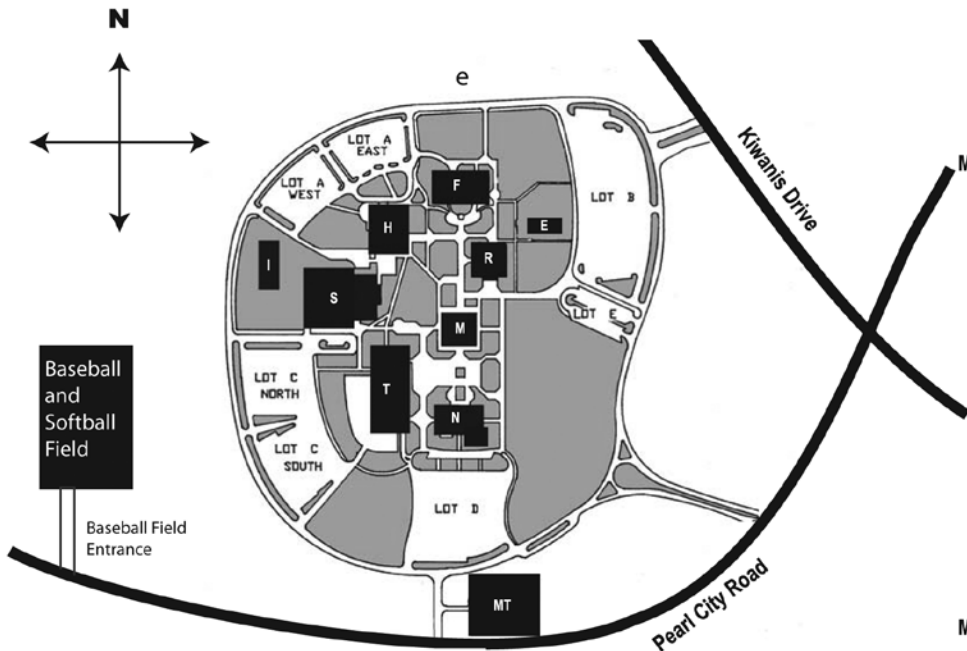 N
e
LOT A
EAST
LOT A
WEST
F
Kiwanis Drive
M
LOT B
H
E
R
I
S
LOT E
M
Baseball
and
Softball
Field
LOT C
NORTH
T
N
LOT C
SOUTH
LOT D
Baseball Field
Entrance
MT
Pearl City Road
M